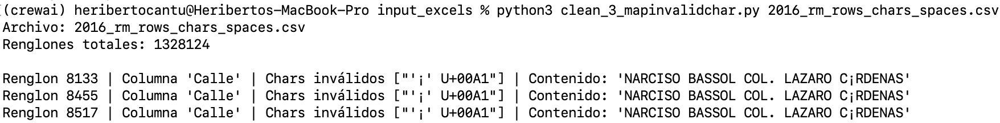 (crewai) heribertocantu@Heribertos-MacBook-Pro input_excels % python3 clean_3_mapinvalidchar.py 2016_rm_rows_chars_spaces.csv
Archivo: 2016_rm_rows_chars_spaces.csv
Renglones totales: 1328124
Renglon 8133 | Columna 'Calle' | Chars inválidos ["'¡' U+00A1"] | Contenido: 'NARCISO BASSOL COL. LAZARO C¡RDENAS'
Renglon 8455 | Columna 'Calle' | Chars inválidos ["'¡' U+00A1"] | Contenido: 'NARCISO BASSOL COL. LAZARO C¡RDENAS'
Renglon 8517 | Columna 'Calle' | Chars inválidos ["'¡' U+00A1"] | Contenido: 'NARCISO BASSOL COL. LAZARO C¡RDENAS'